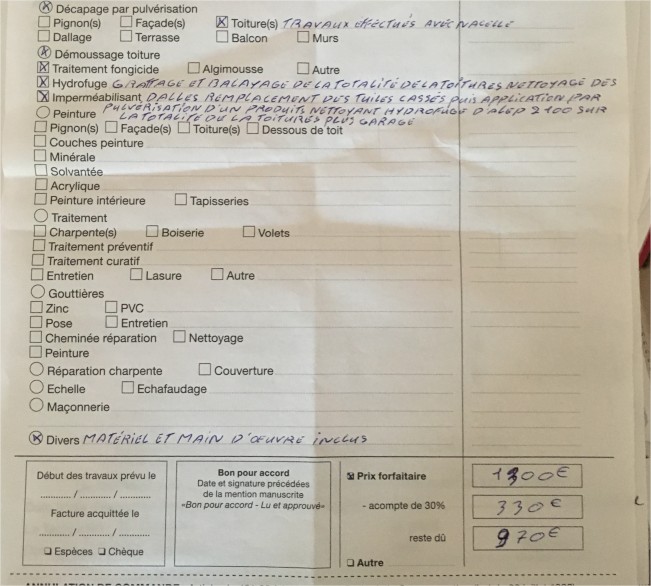 Décapage par pulvérisation
Pignon(s) Façade(s) Toiture(s) TRAVAUX EFFECTUÉS AVEC NACELLE
Dallage Terrasse Balcon Murs
Démoussage toiture
Traitement fongicide Algimousse Autre
Hydrofuge GRATTAGE ET BALAYAGE DE LA TOTALITÉ DE LA TOITURES NETTOYAGE DES
Imperméabilisant DALLES REMPLACEMENT DES TUILES CASSÉS puis APPLICATION PAR
Peinture PULVERISATION D'UN PRODUITS NETTOYANT HYDROFUGE D'ALEP 2100 SUR
LA TOTALITÉ DE LA TOITURES PLUS GARAGE
Pignon(s) Façade(s) Toiture(s) Dessous de toit
Couches peinture
Minérale
Solvantée
Acrylique
Peinture intérieure Tapisseries
Traitement
Charpente(s) Boiserie Volets
Traitement préventif
Traitement curatif
Entretien Lasure Autre
Gouttières
Zinc PVC
Pose Entretien
Cheminée réparation Nettoyage
Peinture
Réparation charpente Couverture
Echelle Echafaudage
Maçonnerie
Divers MATÉRIEL ET MAIN D'ŒUVRE inclus
Début des travaux prévu le
........../........../..........
Facture acquittée le
........../........../..........
Espèces Chèque
Bon pour accord
Date et signature précédées
de la mention manuscrite
«Bon pour accord - Lu et approuvé»
Prix forfaitaire 1300€
- acompte de 30% 330€
reste dû 970€
Autre